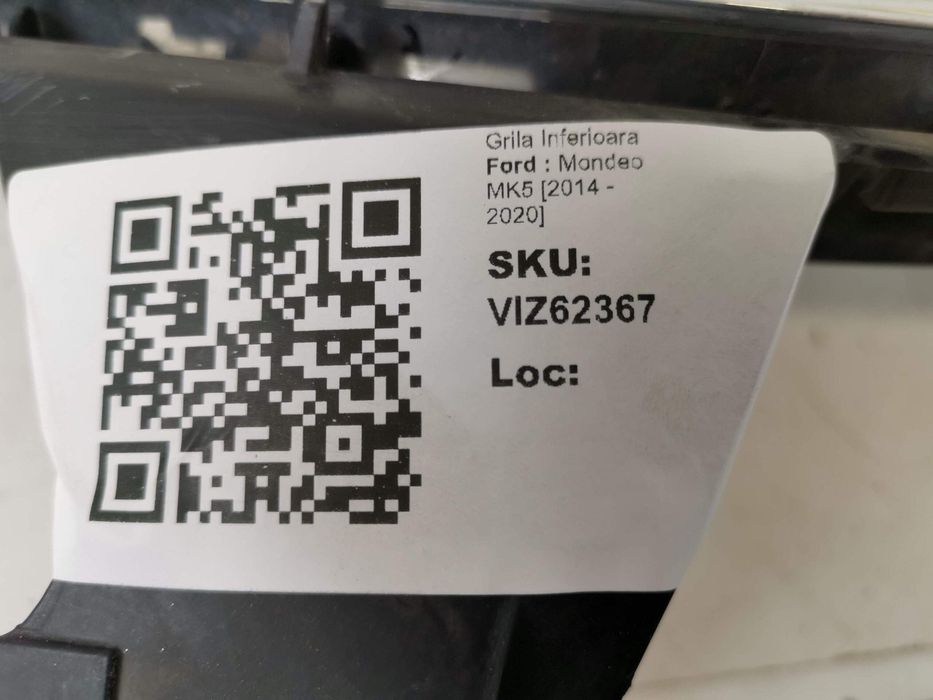 Grila Inferioara
Ford : Mondeo
MK5 [2014 -
2020]
SKU:
VIZ62367
Loc: